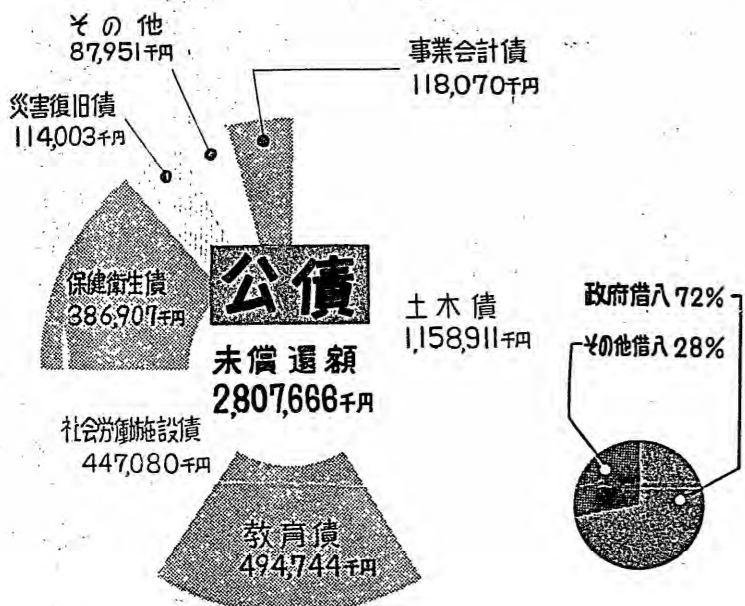 その他
87,951千円
事業会計債
118,070千円
災害復旧債
114,003千円
保健衛生債
386,907千円
公債
未償還額
2,807,666千円
土木債
1,158,911千円
政府借入72%
その他借入28%
社会労働施設債
447,080千円
教育債
494,744千円